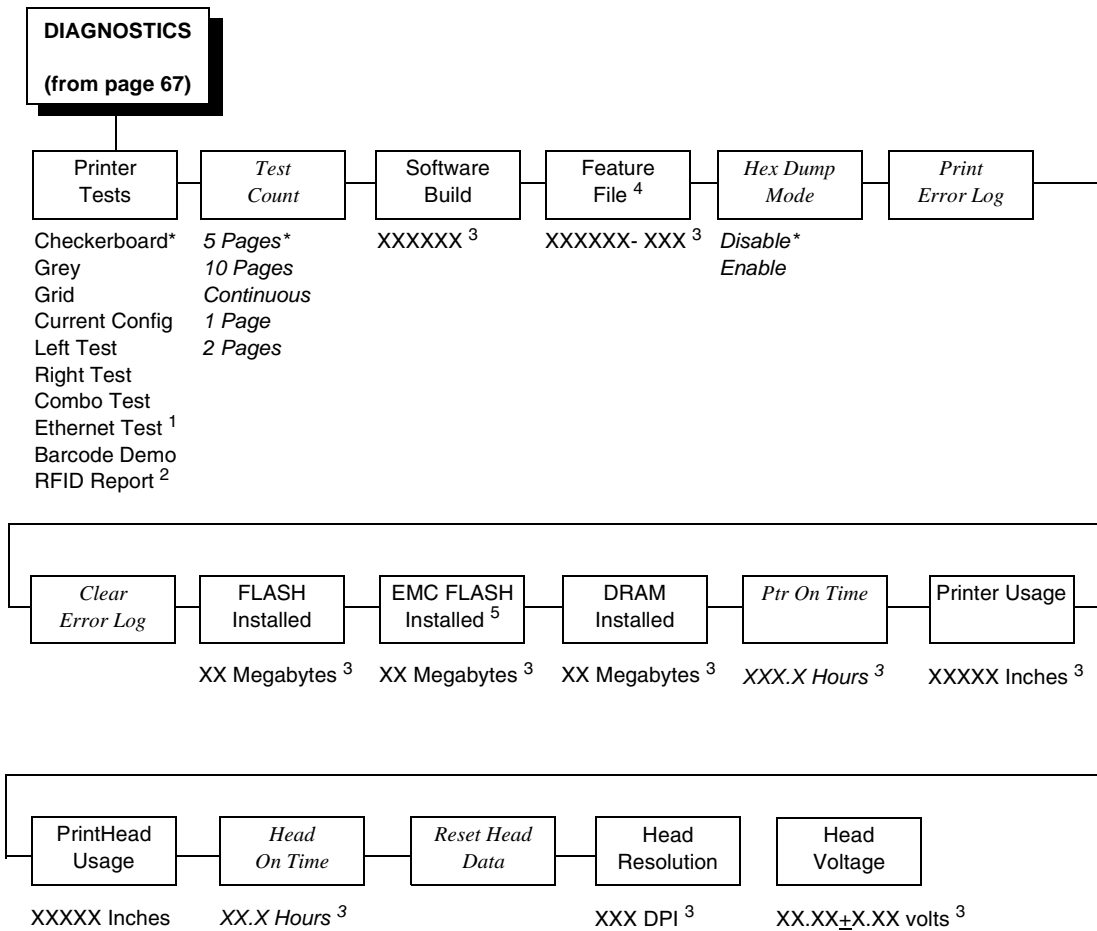 DIAGNOSTICS
(from page 67)
Printer
Tests
Test
Count
Software
Build
Feature
File 4
Hex Dump
Mode
Print
Error Log
Checkerboard*
Grey
Grid
Current Config
Left Test
Right Test
Combo Test
Ethernet Test 1
Barcode Demo
RFID Report 2
5 Pages*
10 Pages
Continuous
1 Page
2 Pages
XXXXXX 3
XXXXXX- XXX 3
Disable*
Enable
Clear
Error Log
FLASH
Installed
EMC FLASH
Installed 5
DRAM
Installed
Ptr On Time
Printer Usage
XX Megabytes 3
XX Megabytes 3
XX Megabytes 3
XXX.X Hours 3
XXXXX Inches 3
PrintHead
Usage
Head
On Time
Reset Head
Data
Head
Resolution
Head
Voltage
XXXXX Inches
XX.X Hours 3
XXX DPI 3
XX.XX±X.XX volts 3